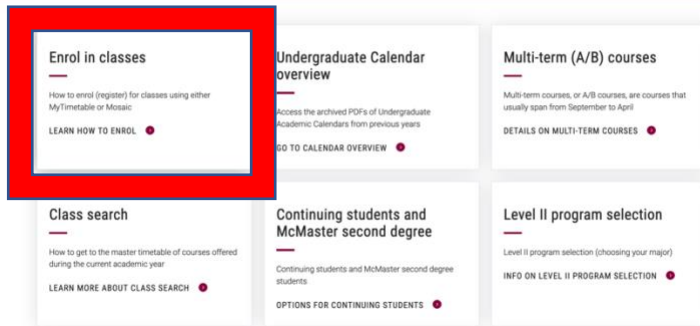 Enrol in classes
How to enrol (register) for classes using either
MyTimetable or Mosaic
LEARN HOW TO ENROL
Undergraduate Calendar
overview
Access the archived PDFs of Undergraduate
Academic Calendars from previous years
GO TO CALENDAR OVERVIEW
Multi-term (A/B) courses
Multi-term courses, or A/B courses, are courses that
usually span from September to April
DETAILS ON MULTI-TERM COURSES
Class search
How to get to the master timetable of courses offered
during the current academic year
LEARN MORE ABOUT CLASS SEARCH
Continuing students and
McMaster second degree
Continuing students and McMaster second degree
students
OPTIONS FOR CONTINUING STUDENTS
Level II program selection
Level II program selection (choosing your major)
INFO ON LEVEL II PROGRAM SELECTION